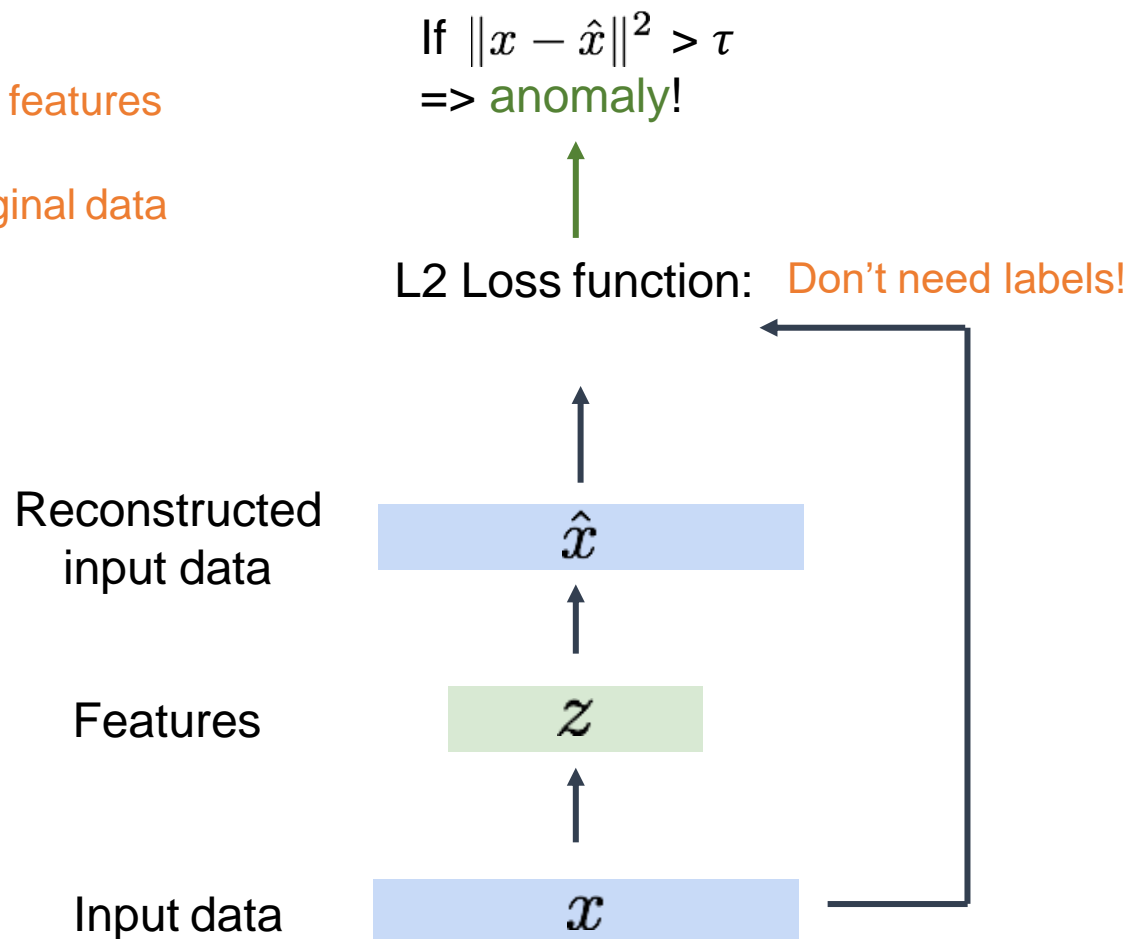 If ‖x − x̂‖² > τ
=> anomaly!
features
ginal data
L2 Loss function: Don’t need labels!
Reconstructed
input data
x̂
Features
z
Input data
x